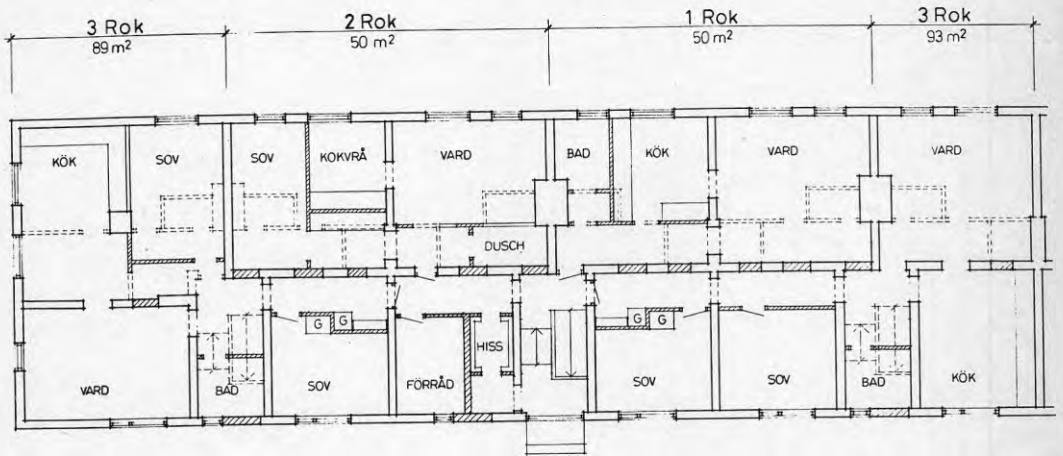 3 Rok
89 m²
2 Rok
50 m²
1 Rok
50 m²
3 Rok
93 m²
KÖK
SOV
SOV
KOKVRÅ
VARD
BAD
KÖK
VARD
VARD
DUSCH
G
G
HISS
G
G
VARD
BAD
SOV
FÖRRÅD
SOV
SOV
BAD
KÖK